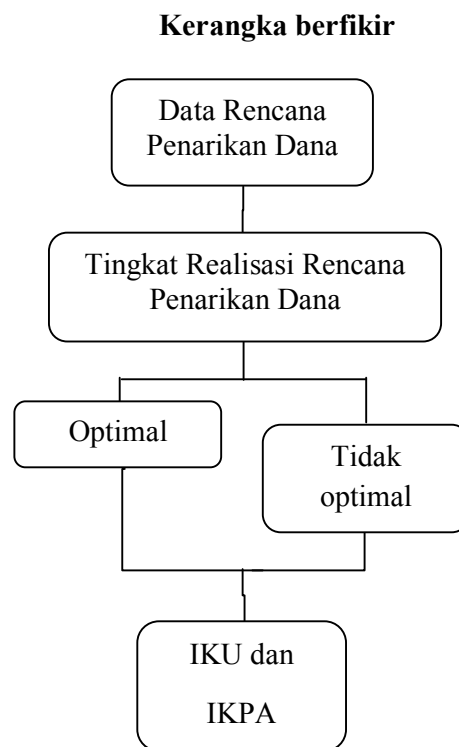 Kerangka berfikir
Data Rencana
Penarikan Dana
Tingkat Realisasi Rencana
Penarikan Dana
Optimal
Tidak
optimal
IKU dan
IKPA